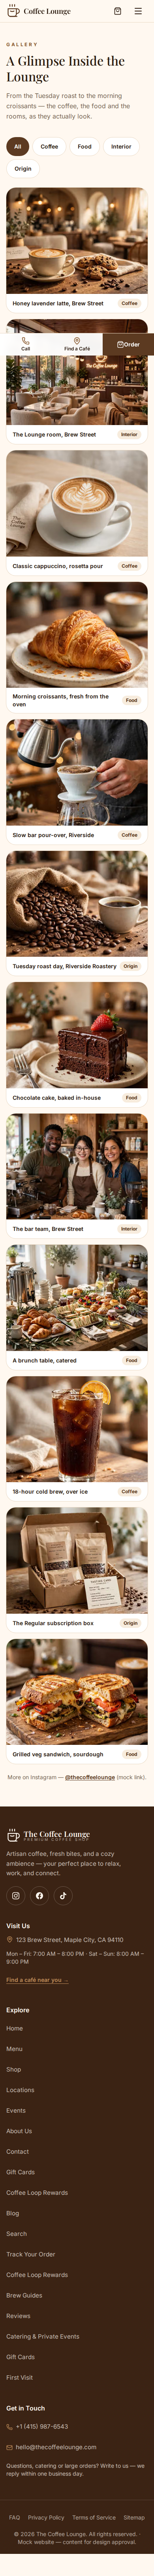 Coffee Lounge
GALLERY
A Glimpse Inside the
Lounge
From the Tuesday roast to the morning
croissants — the coffee, the food and the
rooms, as they actually look.
All
Coffee
Food
Interior
Origin
Honey lavender latte, Brew Street
Coffee
Call
Find a Café
Order
The Coffee Lounge
The Lounge room, Brew Street
Interior
Classic cappuccino, rosetta pour
Coffee
Morning croissants, fresh from the
oven
Food
Slow bar pour-over, Riverside
Coffee
Tuesday roast day, Riverside Roastery
Origin
Chocolate cake, baked in-house
Food
The bar team, Brew Street
Interior
A brunch table, catered
Food
18-hour cold brew, over ice
Coffee
The Regular subscription box
Origin
Grilled veg sandwich, sourdough
Food
More on Instagram — @thecoffeelounge (mock link).
The Coffee Lounge
PREMIUM COFFEE SHOP
Artisan coffee, fresh bites, and a cozy
ambiance — your perfect place to relax,
work, and connect.
Visit Us
123 Brew Street, Maple City, CA 94110
Mon – Fri: 7:00 AM – 8:00 PM · Sat – Sun: 8:00 AM –
9:00 PM
Find a café near you →
Explore
Home
Menu
Shop
Locations
Events
About Us
Contact
Gift Cards
Coffee Loop Rewards
Blog
Search
Track Your Order
Coffee Loop Rewards
Brew Guides
Reviews
Catering & Private Events
Gift Cards
First Visit
Get in Touch
+1 (415) 987-6543
hello@thecoffeelounge.com
Questions, catering or large orders? Write to us — we
reply within one business day.
FAQ
Privacy Policy
Terms of Service
Sitemap
© 2026 The Coffee Lounge. All rights reserved. ·
Mock website — content for design approval.